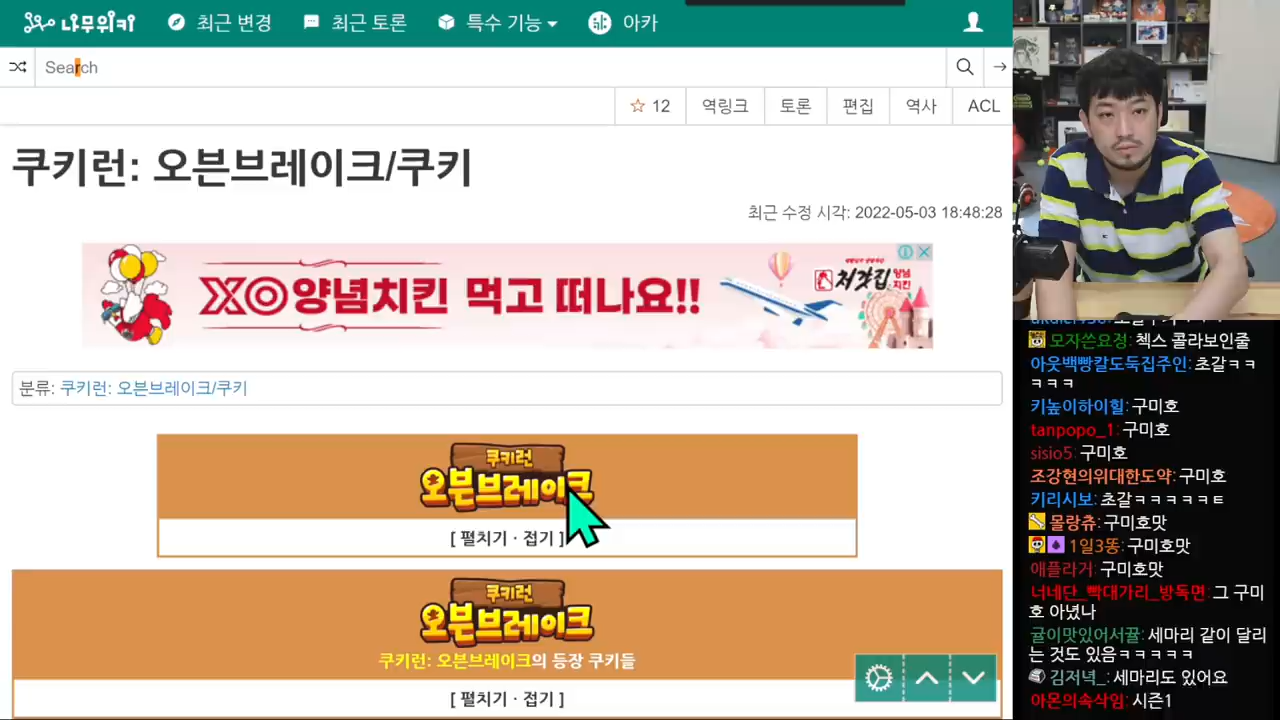 나무위키 최근 변경 최근 토론 특수 기능 아카
Search
12 역링크 토론 편집 역사 ACL
쿠키런: 오븐브레이크/쿠키
최근 수정 시각: 2022-05-03 18:48:28
XO양념치킨 먹고 떠나요!! 처갓집 양념치킨
분류: 쿠키런: 오븐브레이크/쿠키
쿠키런
오븐브레이크
[ 펼치기 · 접기 ]
쿠키런
오븐브레이크
쿠키런: 오븐브레이크의 등장 쿠키들
[ 펼치기 · 접기 ]
모자쓴요정: 첵스 콜라보인줄
아웃백빵칼도둑집주인: 초갈ㅋㅋ
ㅋㅋㅋㅋ
키높이하이힐: 구미호
tanpopo_1: 구미호
sisio5: 구미호
조강현의위대한도약: 구미호
키리시보: 초갈ㅋㅋㅋㅋㅋㅌ
몰랑츄: 구미호맛
1일3똥: 구미호맛
애플라거: 구미호맛
너네단_빡대가리_방독면: 그 구미
호 아녔나
귤이맛있어서귤: 세마리 같이 달리
는 것도 있음ㅋㅋㅋㅋㅋ
김저녁_: 세마리도 있어요
아몬의속삭임: 시즌1